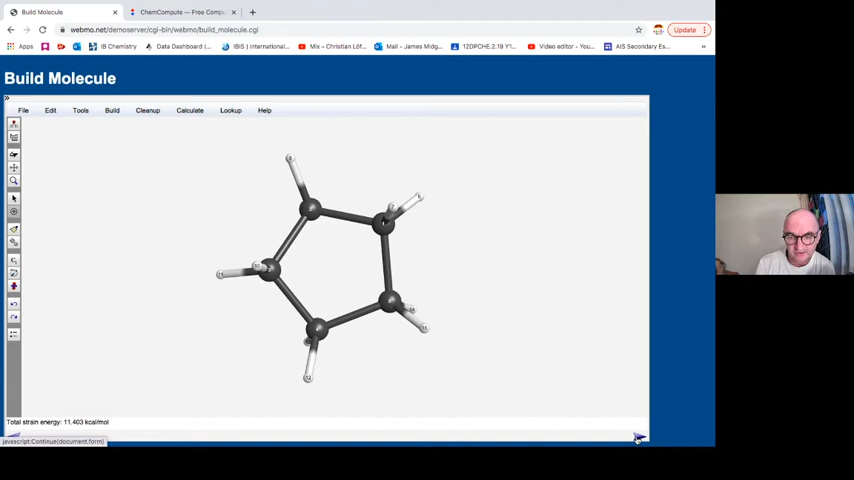 Build Molecule
ChemCompute — Free Compu
webmo.net/demoserver/cgi-bin/webmo/build_molecule.cgi
Update
Apps
IB Chemistry
Data Dashboard (...
IBIS | International...
Mix – Christian Löf...
Mail - James Midg...
12DPCHE.2.19 Y1...
Video editor - You...
AIS Secondary Es...
Build Molecule
File Edit Tools Build Cleanup Calculate Lookup Help
Total strain energy: 11.403 kcal/mol
javascript:Continue(document.form)